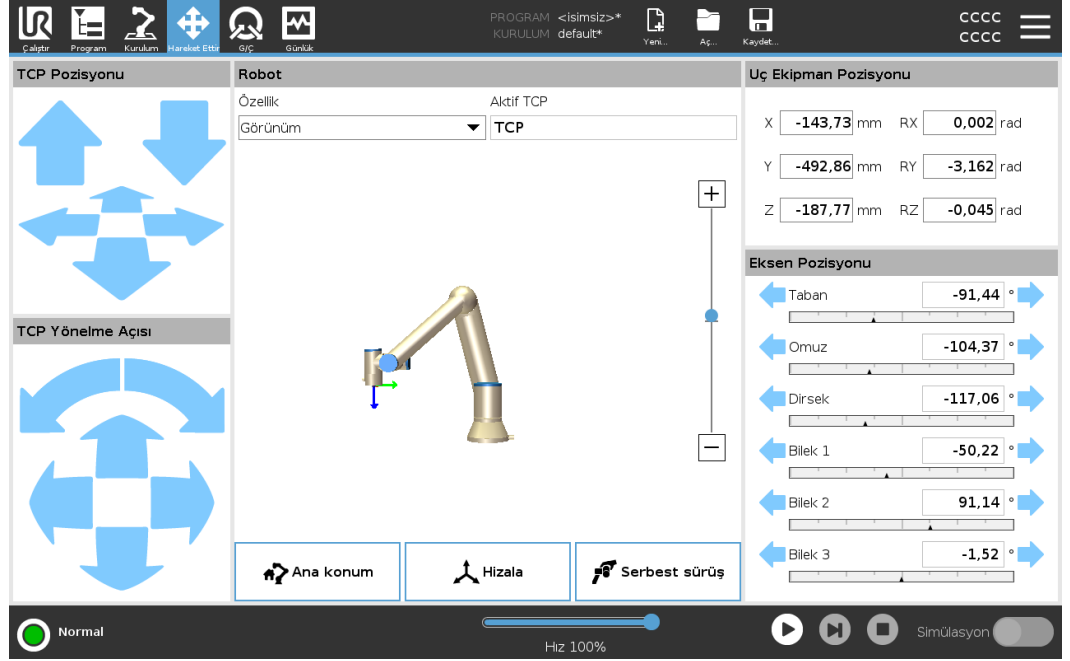 PROGRAM <isimsiz>*
KURULUM default*
CCCC
CCCC
Çalıştır Program Kurulum Hareket Ettir G/Ç Günlük Yeni... Aç... Kaydet...
TCP Pozisyonu
Robot
Uç Ekipman Pozisyonu
Özellik Aktif TCP
Görünüm TCP
X -143,73 mm RX 0,002 rad
Y -492,86 mm RY -3,162 rad
Z -187,77 mm RZ -0,045 rad
Eksen Pozisyonu
Taban -91,44 °
Omuz -104,37 °
Dirsek -117,06 °
Bilek 1 -50,22 °
Bilek 2 91,14 °
Bilek 3 -1,52 °
TCP Yönelme Açısı
Ana konum Hizala Serbest sürüş
Normal
Hız 100%
Simülasyon